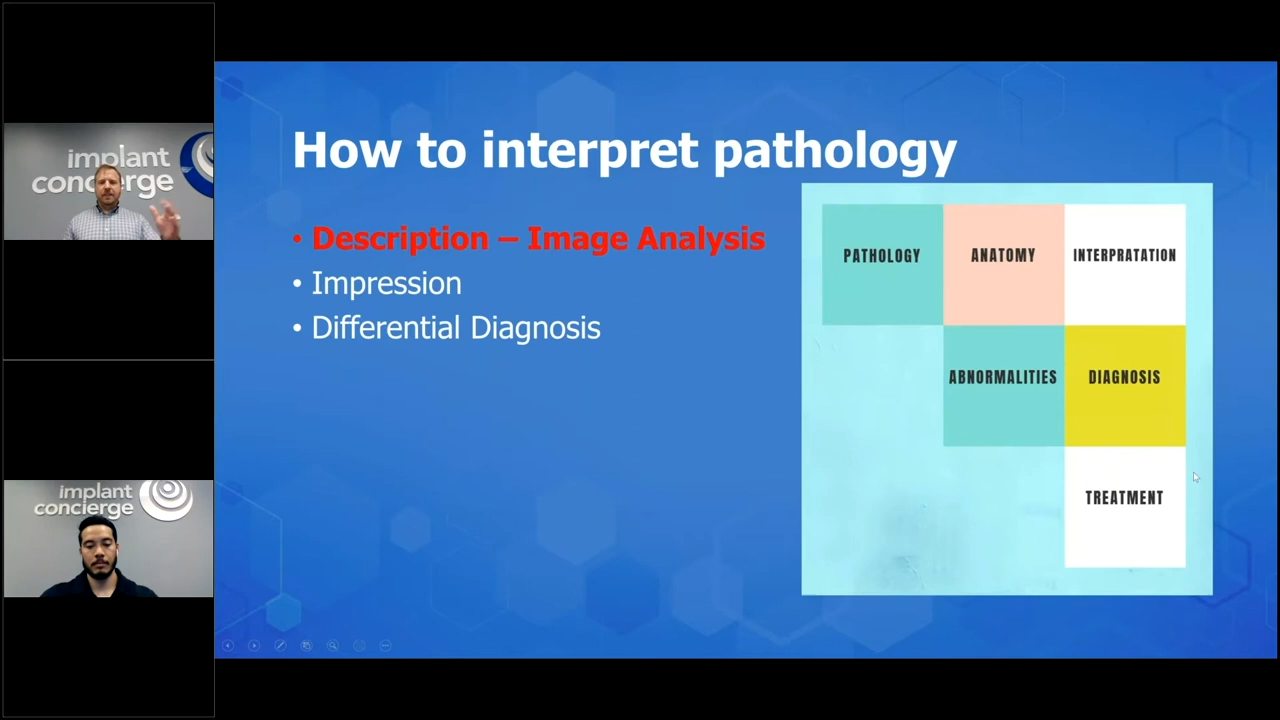 implant
concierge
implant
concierge
How to interpret pathology
• Description – Image Analysis
• Impression
• Differential Diagnosis
PATHOLOGY
ANATOMY
INTERPRATATION
ABNORMALITIES
DIAGNOSIS
TREATMENT